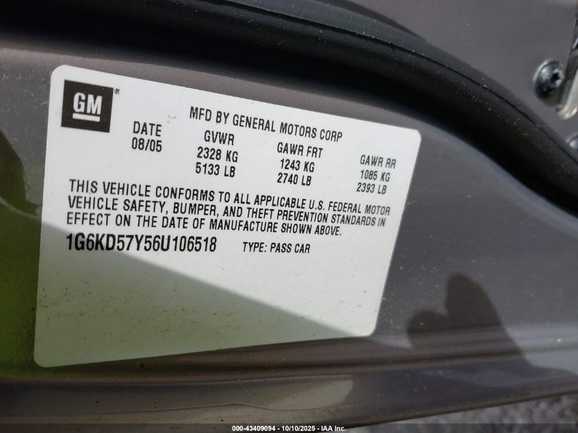 GM
MFD BY GENERAL MOTORS CORP
DATE GVWR GAWR FRT GAWR RR
08/05 2328 KG 1243 KG 1085 KG
5133 LB 2740 LB 2393 LB
THIS VEHICLE CONFORMS TO ALL APPLICABLE U.S. FEDERAL MOTOR
VEHICLE SAFETY, BUMPER, AND THEFT PREVENTION STANDARDS IN
EFFECT ON THE DATE OF MANUFACTURE SHOWN ABOVE.
1G6KD57Y56U106518 TYPE: PASS CAR
000-43409094 - 10/10/2025 - IAA Inc.